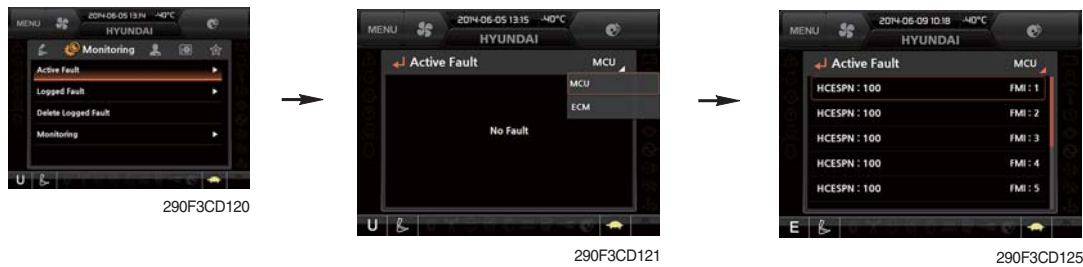 MENU 2014-06-05 13:14 -40°C
HYUNDAI
Monitoring
Active Fault
Logged Fault
Delete Logged Fault
Monitoring
U
290F3CD120
MENU 2014-06-05 13:15 -40°C
HYUNDAI
Active Fault MCU
MCU
ECM
No Fault
U
290F3CD121
MENU 2014-06-09 10:18 -40°C
HYUNDAI
Active Fault MCU
HCESPN : 100 FMI : 1
HCESPN : 100 FMI : 2
HCESPN : 100 FMI : 3
HCESPN : 100 FMI : 4
HCESPN : 100 FMI : 5
E
290F3CD125